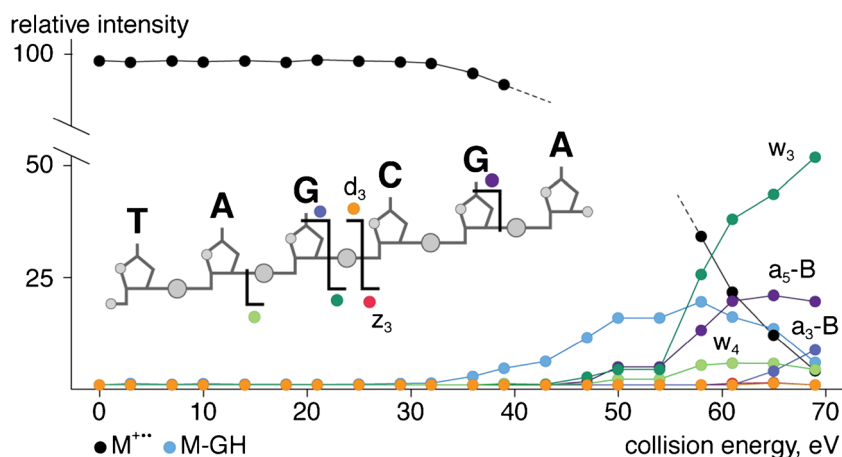 relative intensity
100
50
25
T A G d₃ C G A
z₃
w₃
a₅-B
a₃-B
w₄
0 10 20 30 40 50 60 70
M⁺·· M-GH
collision energy, eV